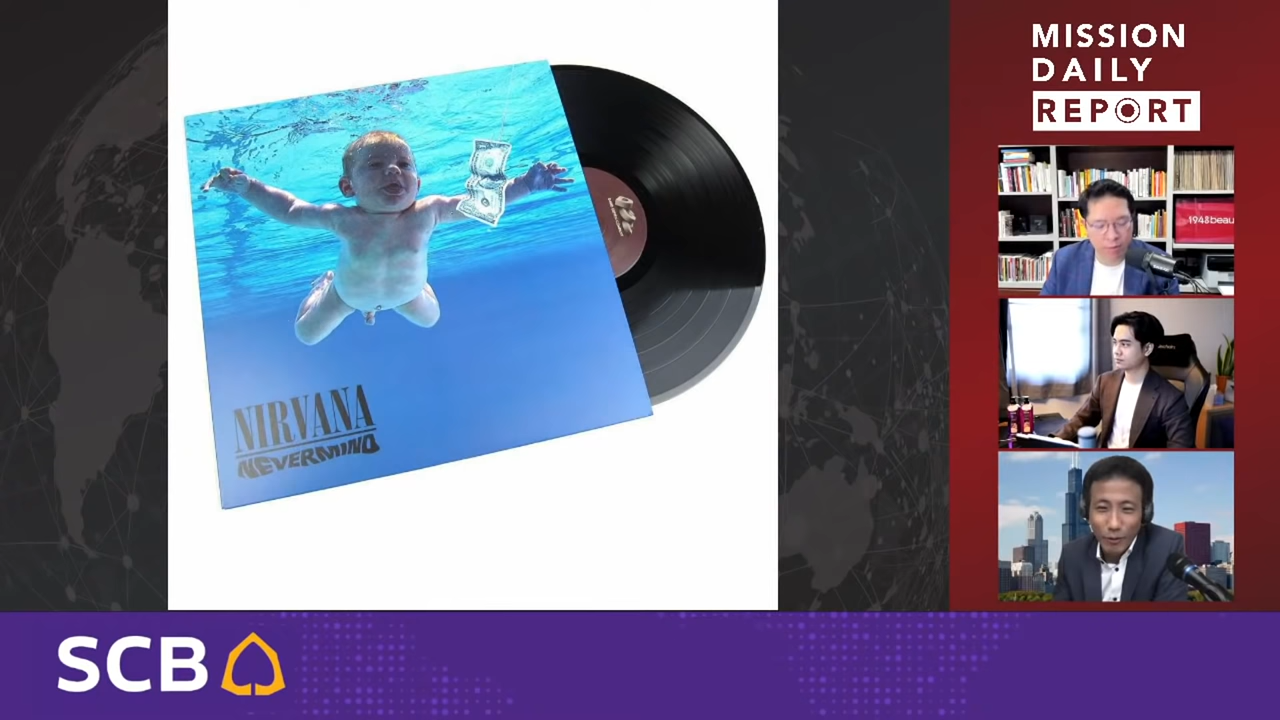 MISSION
DAILY
REPORT
NIRVANA
NEVERMIND
SCB